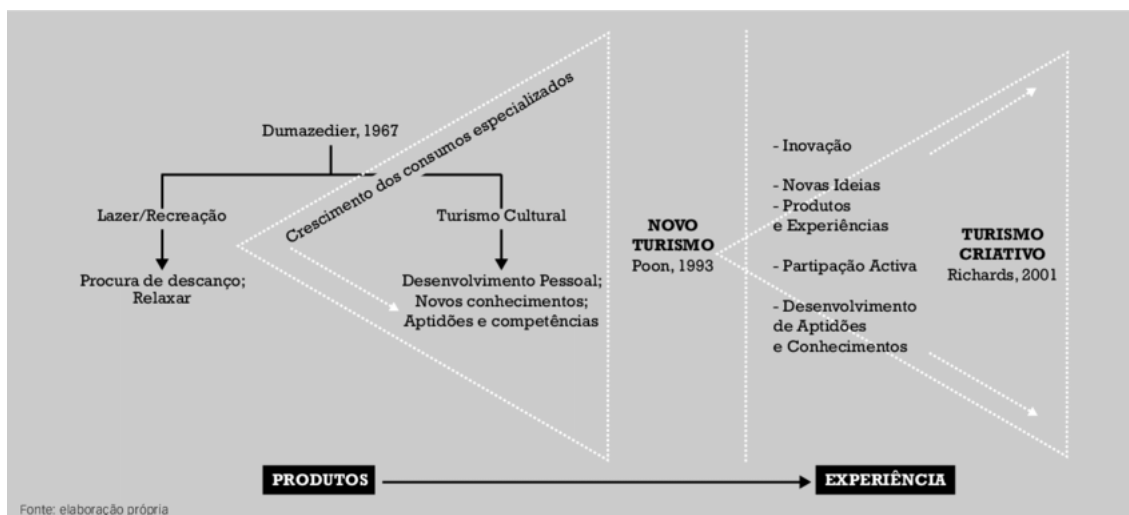 Dumazedier, 1967
Lazer/Recreação
Procura de descanço;
Relaxar
Crescimento dos consumos especializados
Turismo Cultural
Desenvolvimento Pessoal;
Novos conhecimentos;
Aptidões e competências
NOVO
TURISMO
Poon, 1993
- Inovação
- Novas Ideias
- Produtos
e Experiências
- Partipação Activa
- Desenvolvimento
de Aptidões
e Conhecimentos
TURISMO
CRIATIVO
Richards, 2001
PRODUTOS
EXPERIÊNCIA
Fonte: elaboração própria